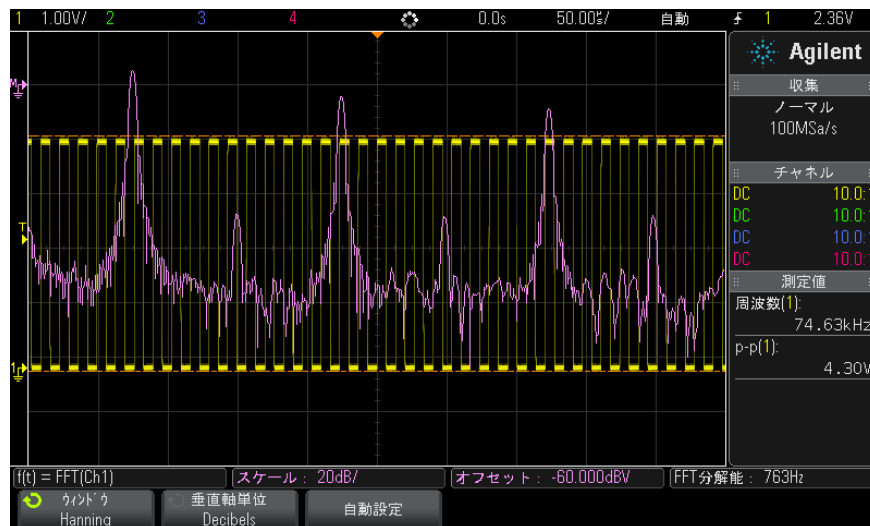 1 1.00V/ 2 3 4 0.0s 50.00㎲/ 自動 1 2.36V
Agilent
収集
ノーマル
100MSa/s
チャネル
DC 10.0:1
DC 10.0:1
DC 10.0:1
DC 10.0:1
測定値
周波数(1):
74.63kHz
p-p(1):
4.30V
M
T
1
f(t) = FFT(Ch1) スケール : 20dB/ オフセット : -60.000dBV FFT分解能 : 763Hz
ウィンドウ 垂直軸単位 自動設定
Hanning Decibels